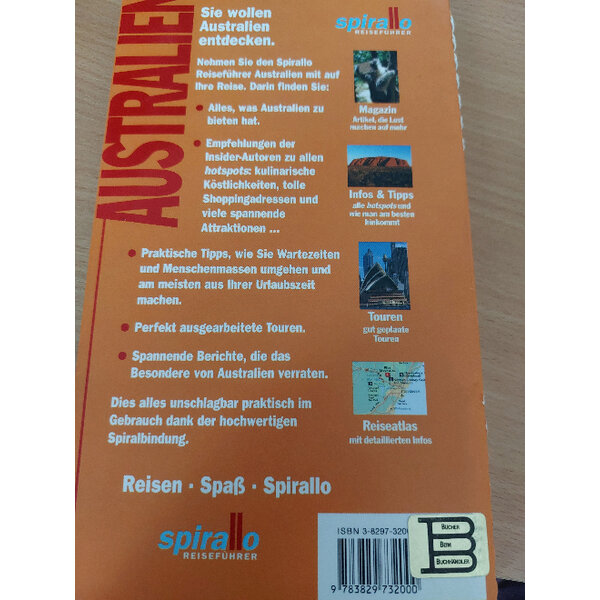 AUSTRALIEN
Sie wollen
Australien
entdecken.
spirallo
REISEFÜHRER
Nehmen Sie den Spirallo
Reiseführer Australien mit auf
Ihre Reise. Darin finden Sie:
• Alles, was Australien zu
bieten hat.
• Empfehlungen der
Insider-Autoren zu allen
hotspots: kulinarische
Köstlichkeiten, tolle
Shoppingadressen und
viele spannende
Attraktionen ...
• Praktische Tipps, wie Sie Wartezeiten
und Menschenmassen umgehen und
am meisten aus Ihrer Urlaubszeit
machen.
• Perfekt ausgearbeitete Touren.
• Spannende Berichte, die das
Besondere von Australien verraten.
Dies alles unschlagbar praktisch im
Gebrauch dank der hochwertigen
Spiralbindung.
Magazin
Artikel, die Lust
machen auf mehr
Infos & Tipps
alle hotspots und
wie man am besten
hinkommt
Touren
gut geplante
Touren
Reiseatlas
mit detaillierten Infos
Reisen · Spaß · Spirallo
spirallo
REISEFÜHRER
ISBN 3-8297-320
9 783829 732000
BÜCHER
BEIM
BUCHHÄNDLER